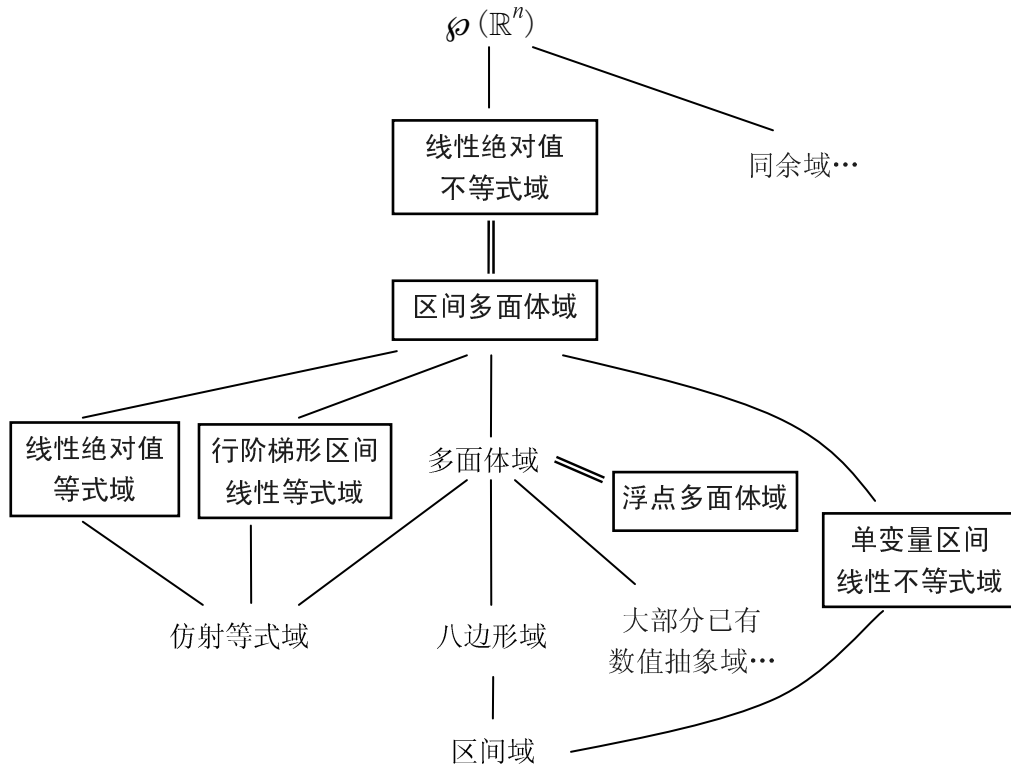 ℘(ℝⁿ)
线性绝对值
不等式域
同余域…
区间多面体域
线性绝对值
等式域
行阶梯形区间
线性等式域
多面体域
浮点多面体域
单变量区间
线性不等式域
仿射等式域
八边形域
大部分已有
数值抽象域…
区间域